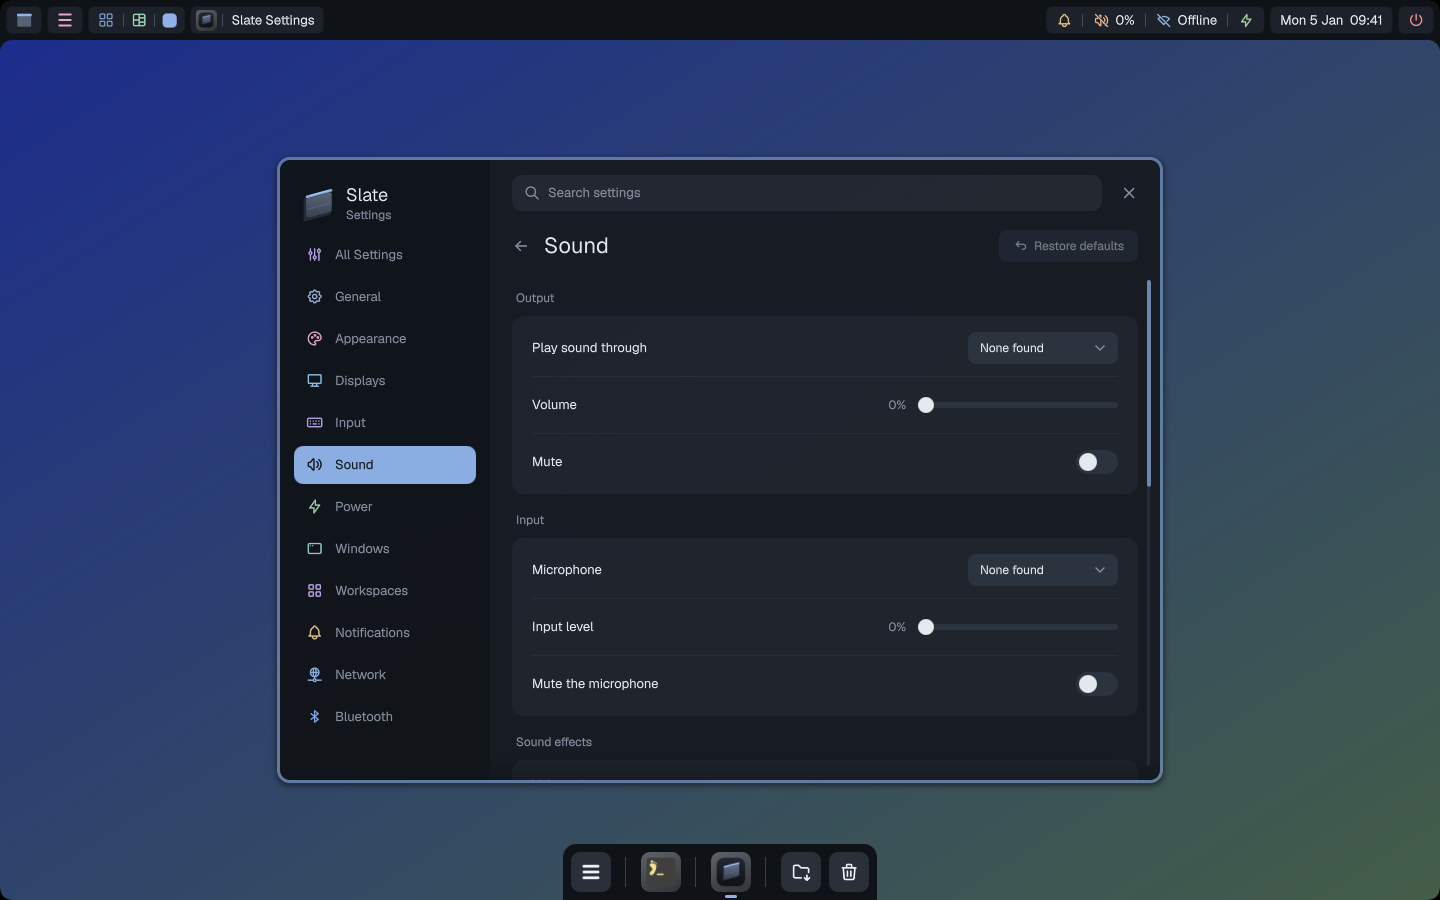 Slate Settings
0%
Offline
Mon 5 Jan 09:41
Slate
Settings
Search settings
All Settings
General
Appearance
Displays
Input
Sound
Power
Windows
Workspaces
Notifications
Network
Bluetooth
Sound
Restore defaults
Output
Play sound through
None found
Volume
0%
Mute
Input
Microphone
None found
Input level
0%
Mute the microphone
Sound effects